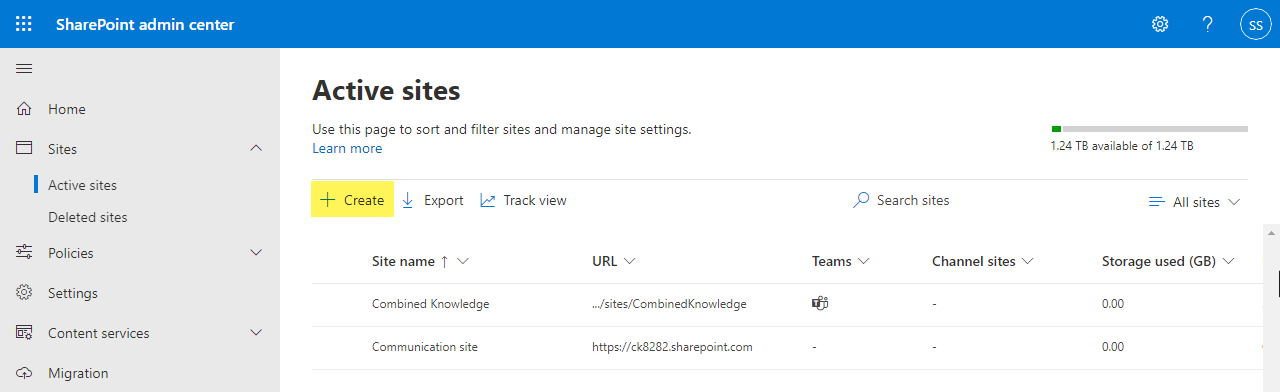 SharePoint admin center
SS
Home
Sites
Active sites
Deleted sites
Policies
Settings
Content services
Migration
Active sites
Use this page to sort and filter sites and manage site settings.
Learn more
1.24 TB available of 1.24 TB
Create Export Track view Search sites All sites
Site name URL Teams Channel sites Storage used (GB)
Combined Knowledge .../sites/CombinedKnowledge - 0.00
Communication site https://ck8282.sharepoint.com - - 0.00